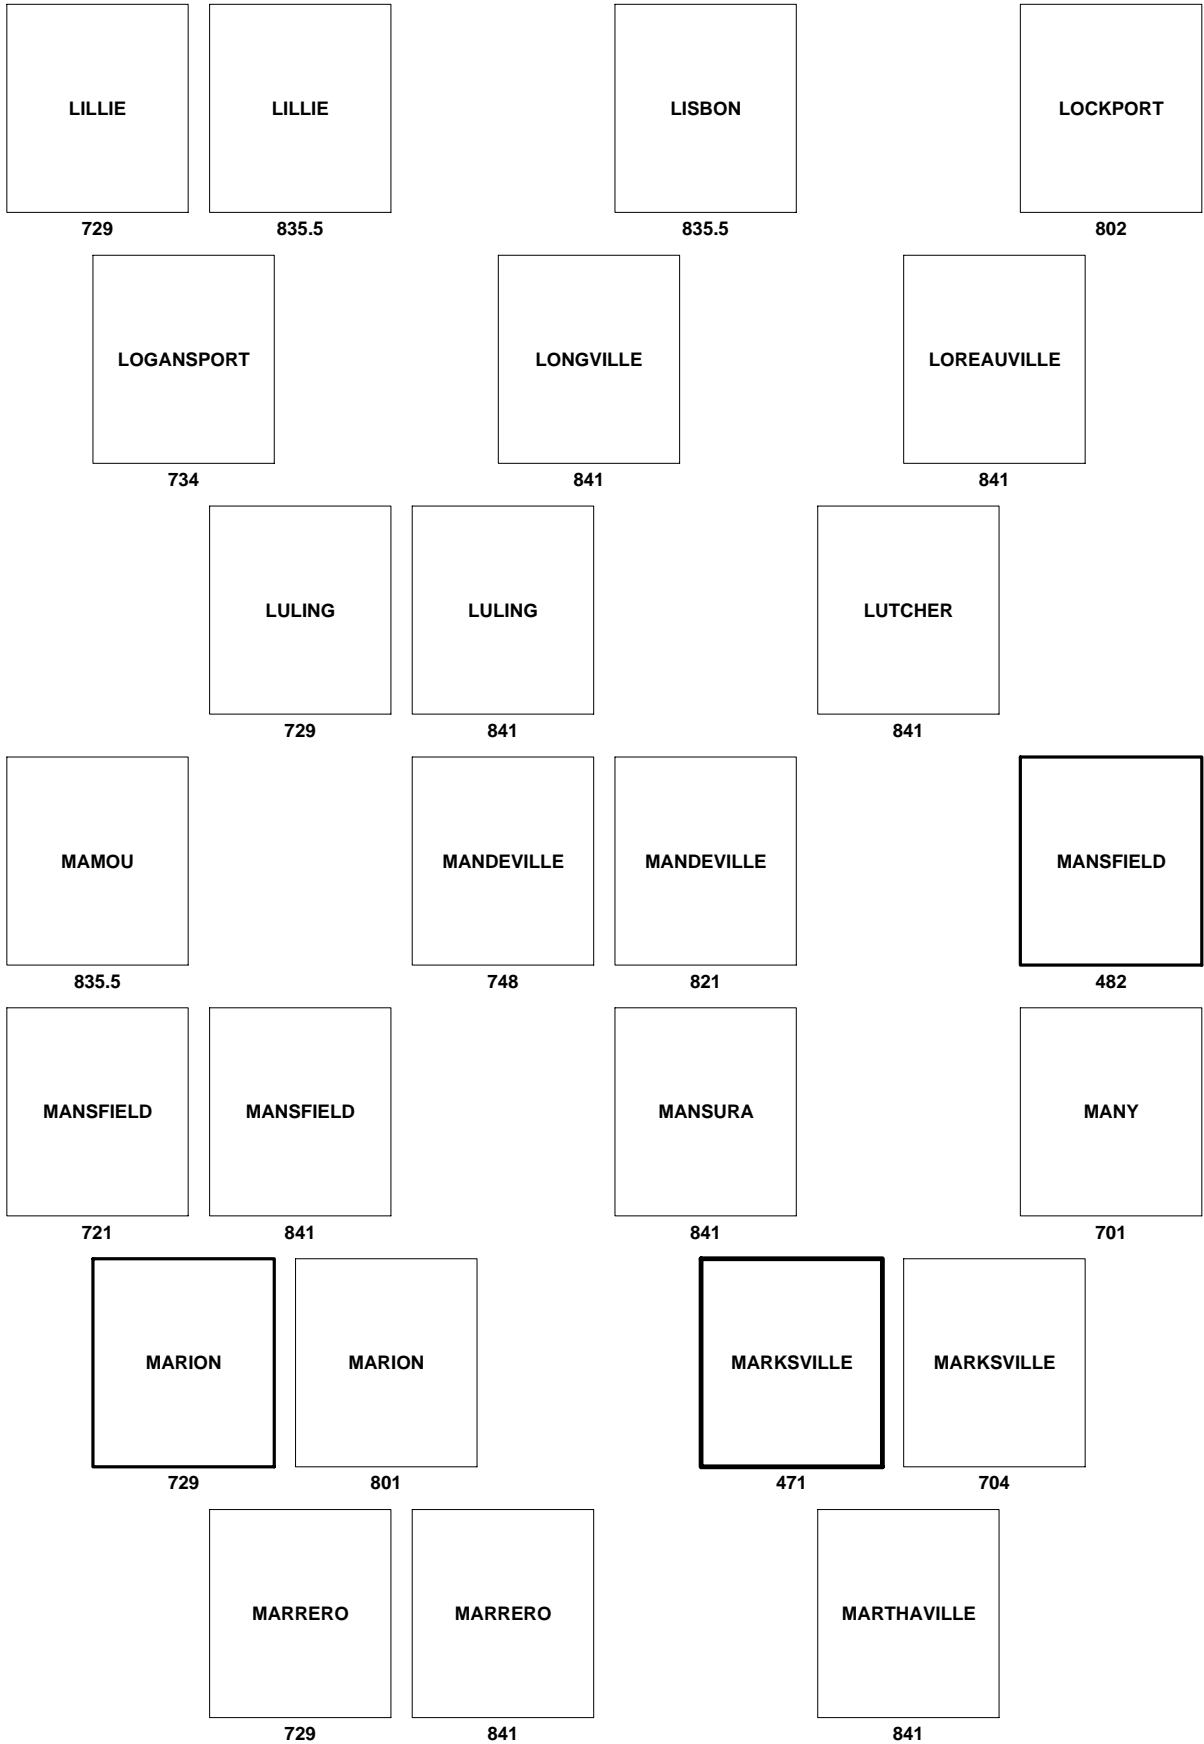 LILLIE LILLIE LISBON LOCKPORT
729 835.5 835.5 802
LOGANSPORT LONGVILLE LOREAUVILLE
734 841 841
LULING LULING LUTCHER
729 841 841
MAMOU MANDEVILLE MANDEVILLE MANSFIELD
835.5 748 821 482
MANSFIELD MANSFIELD MANSURA MANY
721 841 841 701
MARION MARION MARKSVILLE MARKSVILLE
729 801 471 704
MARRERO MARRERO MARTHAVILLE
729 841 841